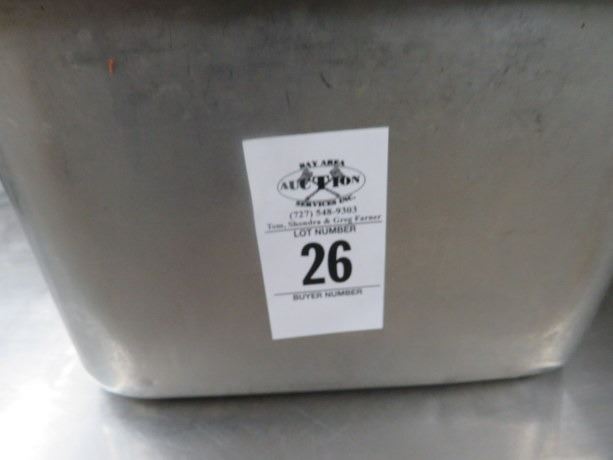 BAY AREA
AUCTION
SERVICES INC.
(727) 548-9303
Tom, Shondra & Greg Farner
LOT NUMBER
26
BUYER NUMBER